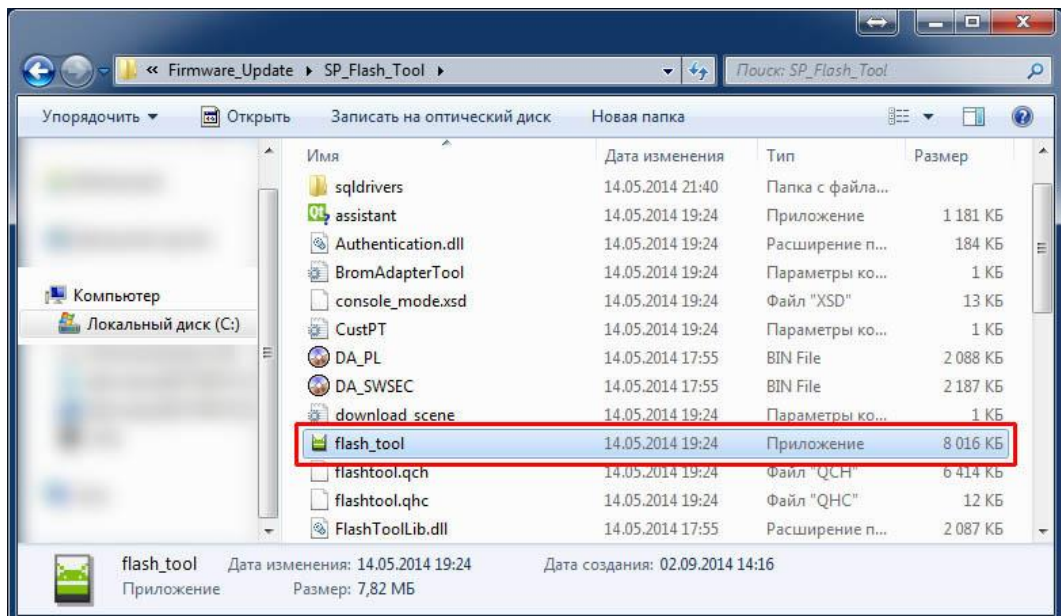 « Firmware_Update ▸ SP_Flash_Tool ▸ Поиск: SP_Flash_Tool
Упорядочить Открыть Записать на оптический диск Новая папка
Имя Дата изменения Тип Размер
sqldrivers 14.05.2014 21:40 Папка с файла...
assistant 14.05.2014 19:24 Приложение 1 181 КБ
Authentication.dll 14.05.2014 19:24 Расширение п... 184 КБ
BromAdapterTool 14.05.2014 19:24 Параметры ко... 1 КБ
Компьютер
console_mode.xsd 14.05.2014 19:24 Файл "XSD" 13 КБ
Локальный диск (C:)
CustPT 14.05.2014 19:24 Параметры ко... 1 КБ
DA_PL 14.05.2014 17:55 BIN File 2 088 КБ
DA_SWSEC 14.05.2014 17:55 BIN File 2 187 КБ
download_scene 14.05.2014 19:24 Параметры ко... 1 КБ
flash_tool 14.05.2014 19:24 Приложение 8 016 КБ
flashtool.qch 14.05.2014 19:24 Файл "QCH" 6 414 КБ
flashtool.qhc 14.05.2014 19:24 Файл "QHC" 12 КБ
FlashToolLib.dll 14.05.2014 17:55 Расширение п... 2 087 КБ
flash_tool Дата изменения: 14.05.2014 19:24 Дата создания: 02.09.2014 14:16
Приложение Размер: 7,82 МБ